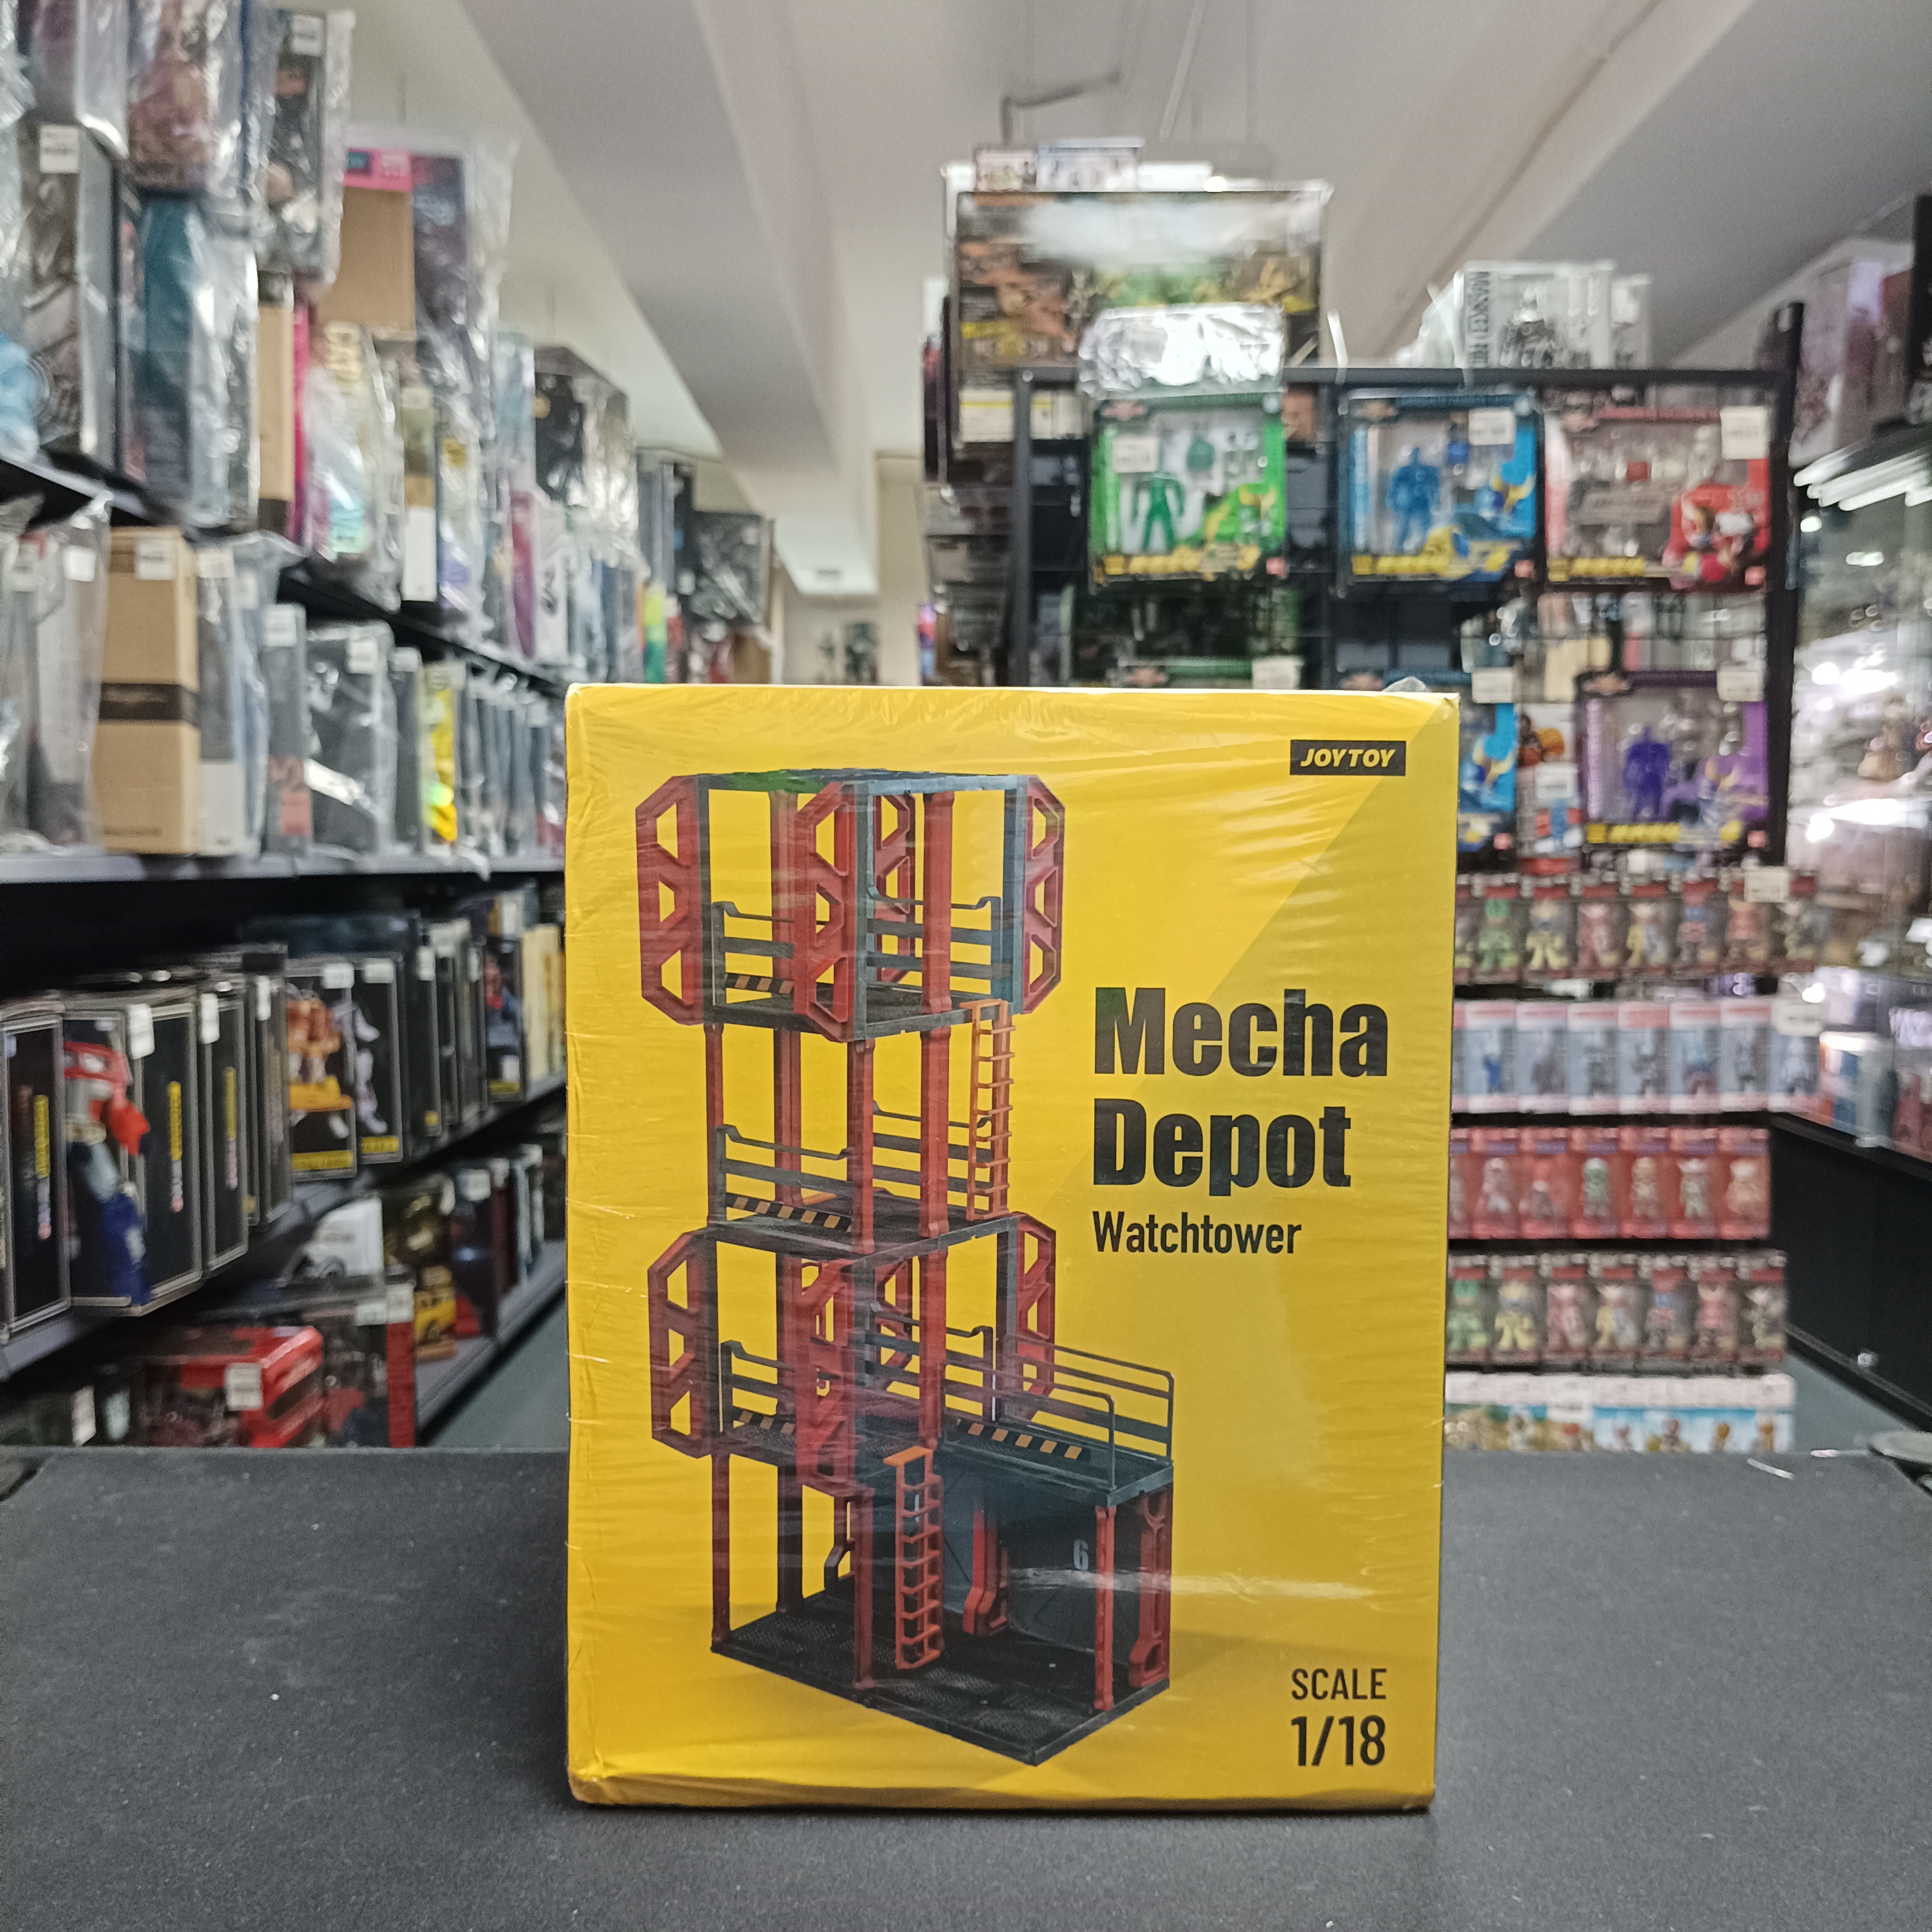 JOYTOY
Mecha
Depot
Watchtower
6
SCALE
1/18